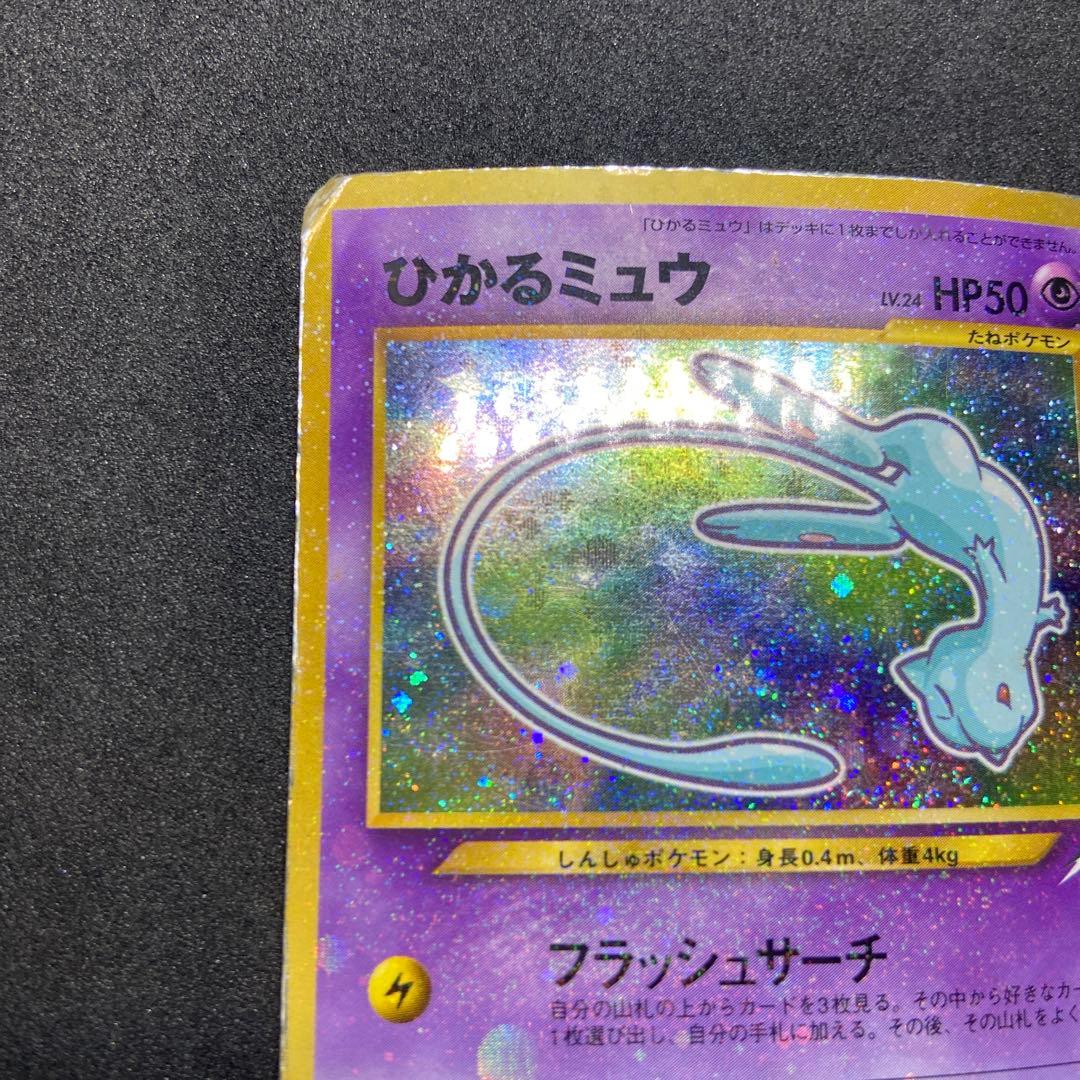 「ひかるミュウ」はデッキに1枚までしか入れることができません。
ひかるミュウ
LV.24 HP50
たねポケモン
しんしゅポケモン：身長0.4m、体重4kg
フラッシュサーチ
自分の山札の上からカードを3枚見る。その中から好きなカー
1枚選び出し、自分の手札に加える。その後、その山札をよく